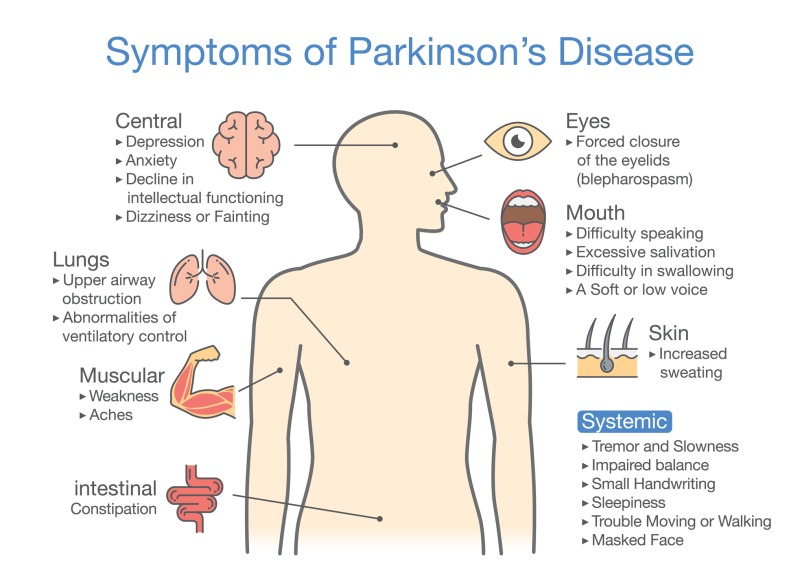 Symptoms of Parkinson's Disease
Central
▸ Depression
▸ Anxiety
▸ Decline in
intellectual functioning
▸ Dizziness or Fainting
Lungs
▸ Upper airway
obstruction
▸ Abnormalities of
ventilatory control
Muscular
▸ Weakness
▸ Aches
intestinal
Constipation
Eyes
▸ Forced closure
of the eyelids
(blepharospasm)
Mouth
▸ Difficulty speaking
▸ Excessive salivation
▸ Difficulty in swallowing
▸ A Soft or low voice
Skin
▸ Increased
sweating
Systemic
▸ Tremor and Slowness
▸ Impaired balance
▸ Small Handwriting
▸ Sleepiness
▸ Trouble Moving or Walking
▸ Masked Face